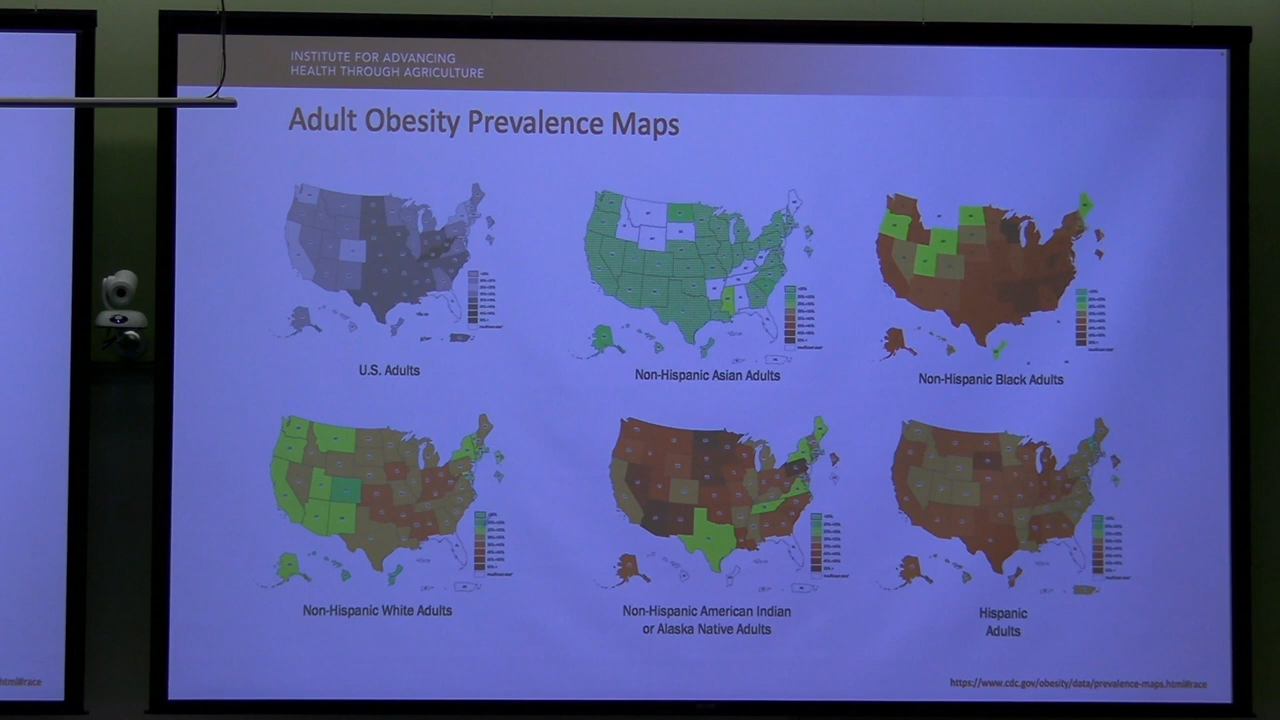 INSTITUTE FOR ADVANCING
HEALTH THROUGH AGRICULTURE
Adult Obesity Prevalence Maps
U.S. Adults
Non-Hispanic Asian Adults
Non-Hispanic Black Adults
Non-Hispanic White Adults
Non-Hispanic American Indian
or Alaska Native Adults
Hispanic
Adults
html#race
https://www.cdc.gov/obesity/data/prevalence-maps.html#race